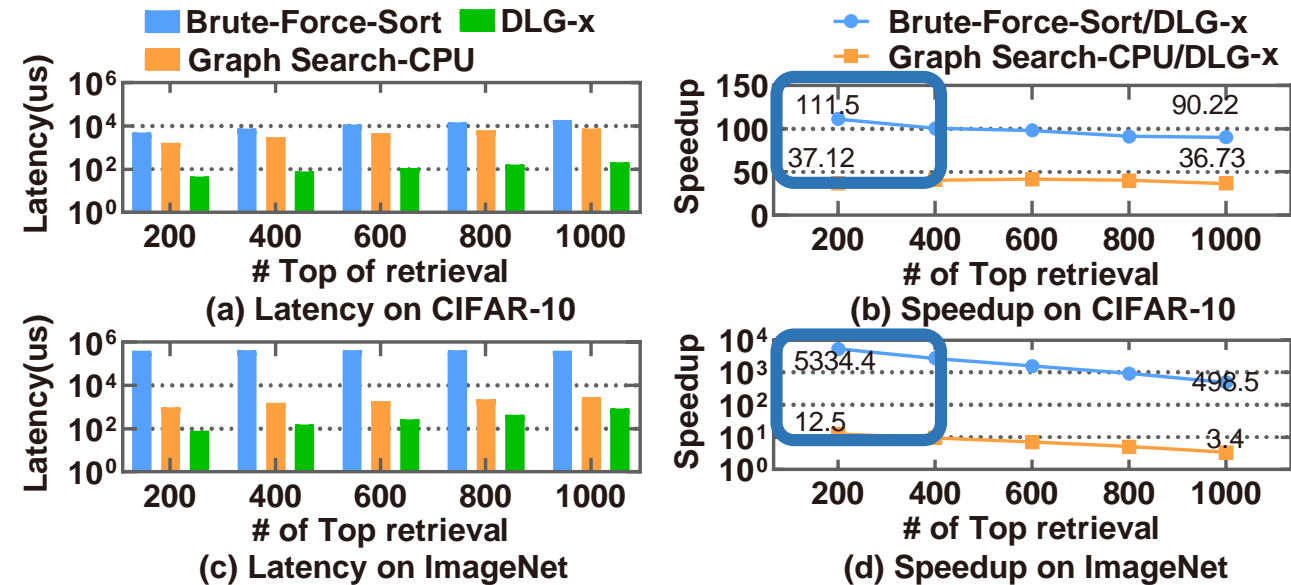 Brute-Force-Sort DLG-x
Graph Search-CPU
Latency(us)
10^6
10^4
10^2
10^0
200 400 600 800 1000
# Top of retrieval
(a) Latency on CIFAR-10
Brute-Force-Sort/DLG-x
Graph Search-CPU/DLG-x
Speedup
150
100
50
0
111.5 90.22
37.12 36.73
200 400 600 800 1000
# of Top retrieval
(b) Speedup on CIFAR-10
Latency(us)
10^6
10^4
10^2
10^0
200 400 600 800 1000
# of Top retrieval
(c) Latency on ImageNet
Speedup
10^4
10^3
10^2
10^1
10^0
5334.4 498.5
12.5 3.4
200 400 600 800 1000
# of Top retrieval
(d) Speedup on ImageNet